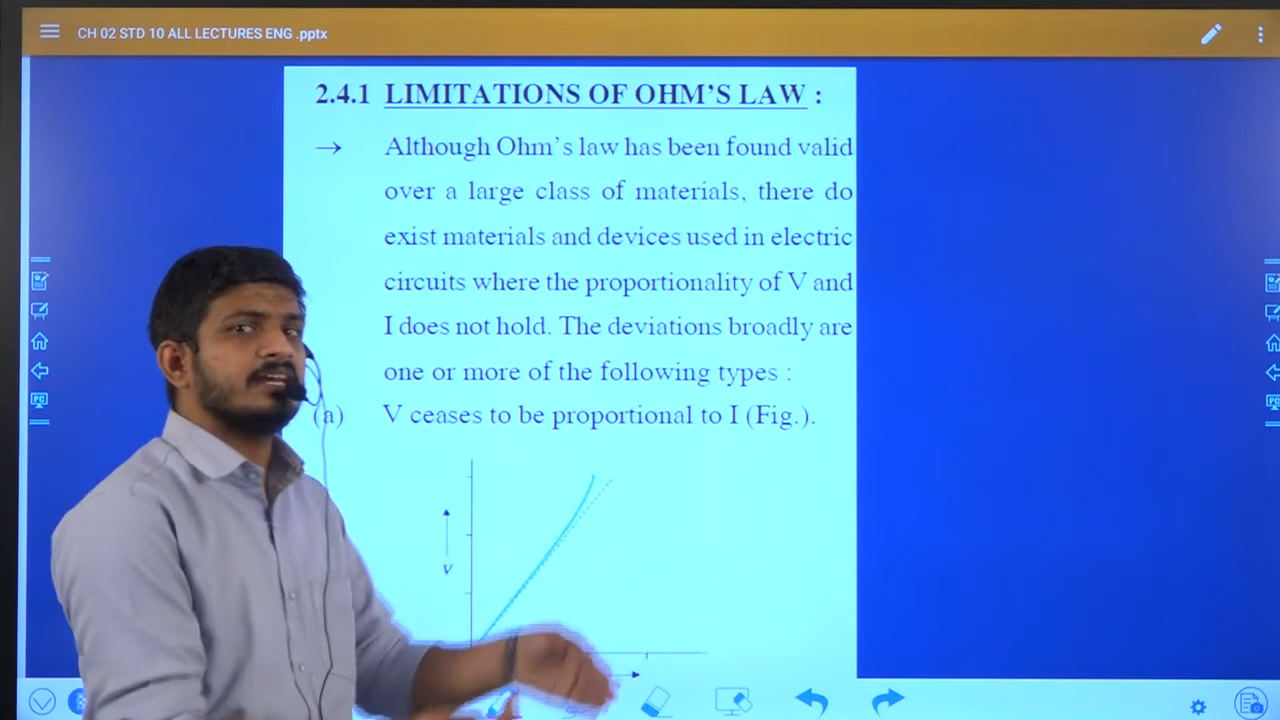 CH 02 STD 10 ALL LECTURES ENG .pptx
2.4.1 LIMITATIONS OF OHM'S LAW :
→ Although Ohm's law has been found valid
over a large class of materials, there do
exist materials and devices used in electric
circuits where the proportionality of V and
I does not hold. The deviations broadly are
one or more of the following types :
(a) V ceases to be proportional to I (Fig.).
V